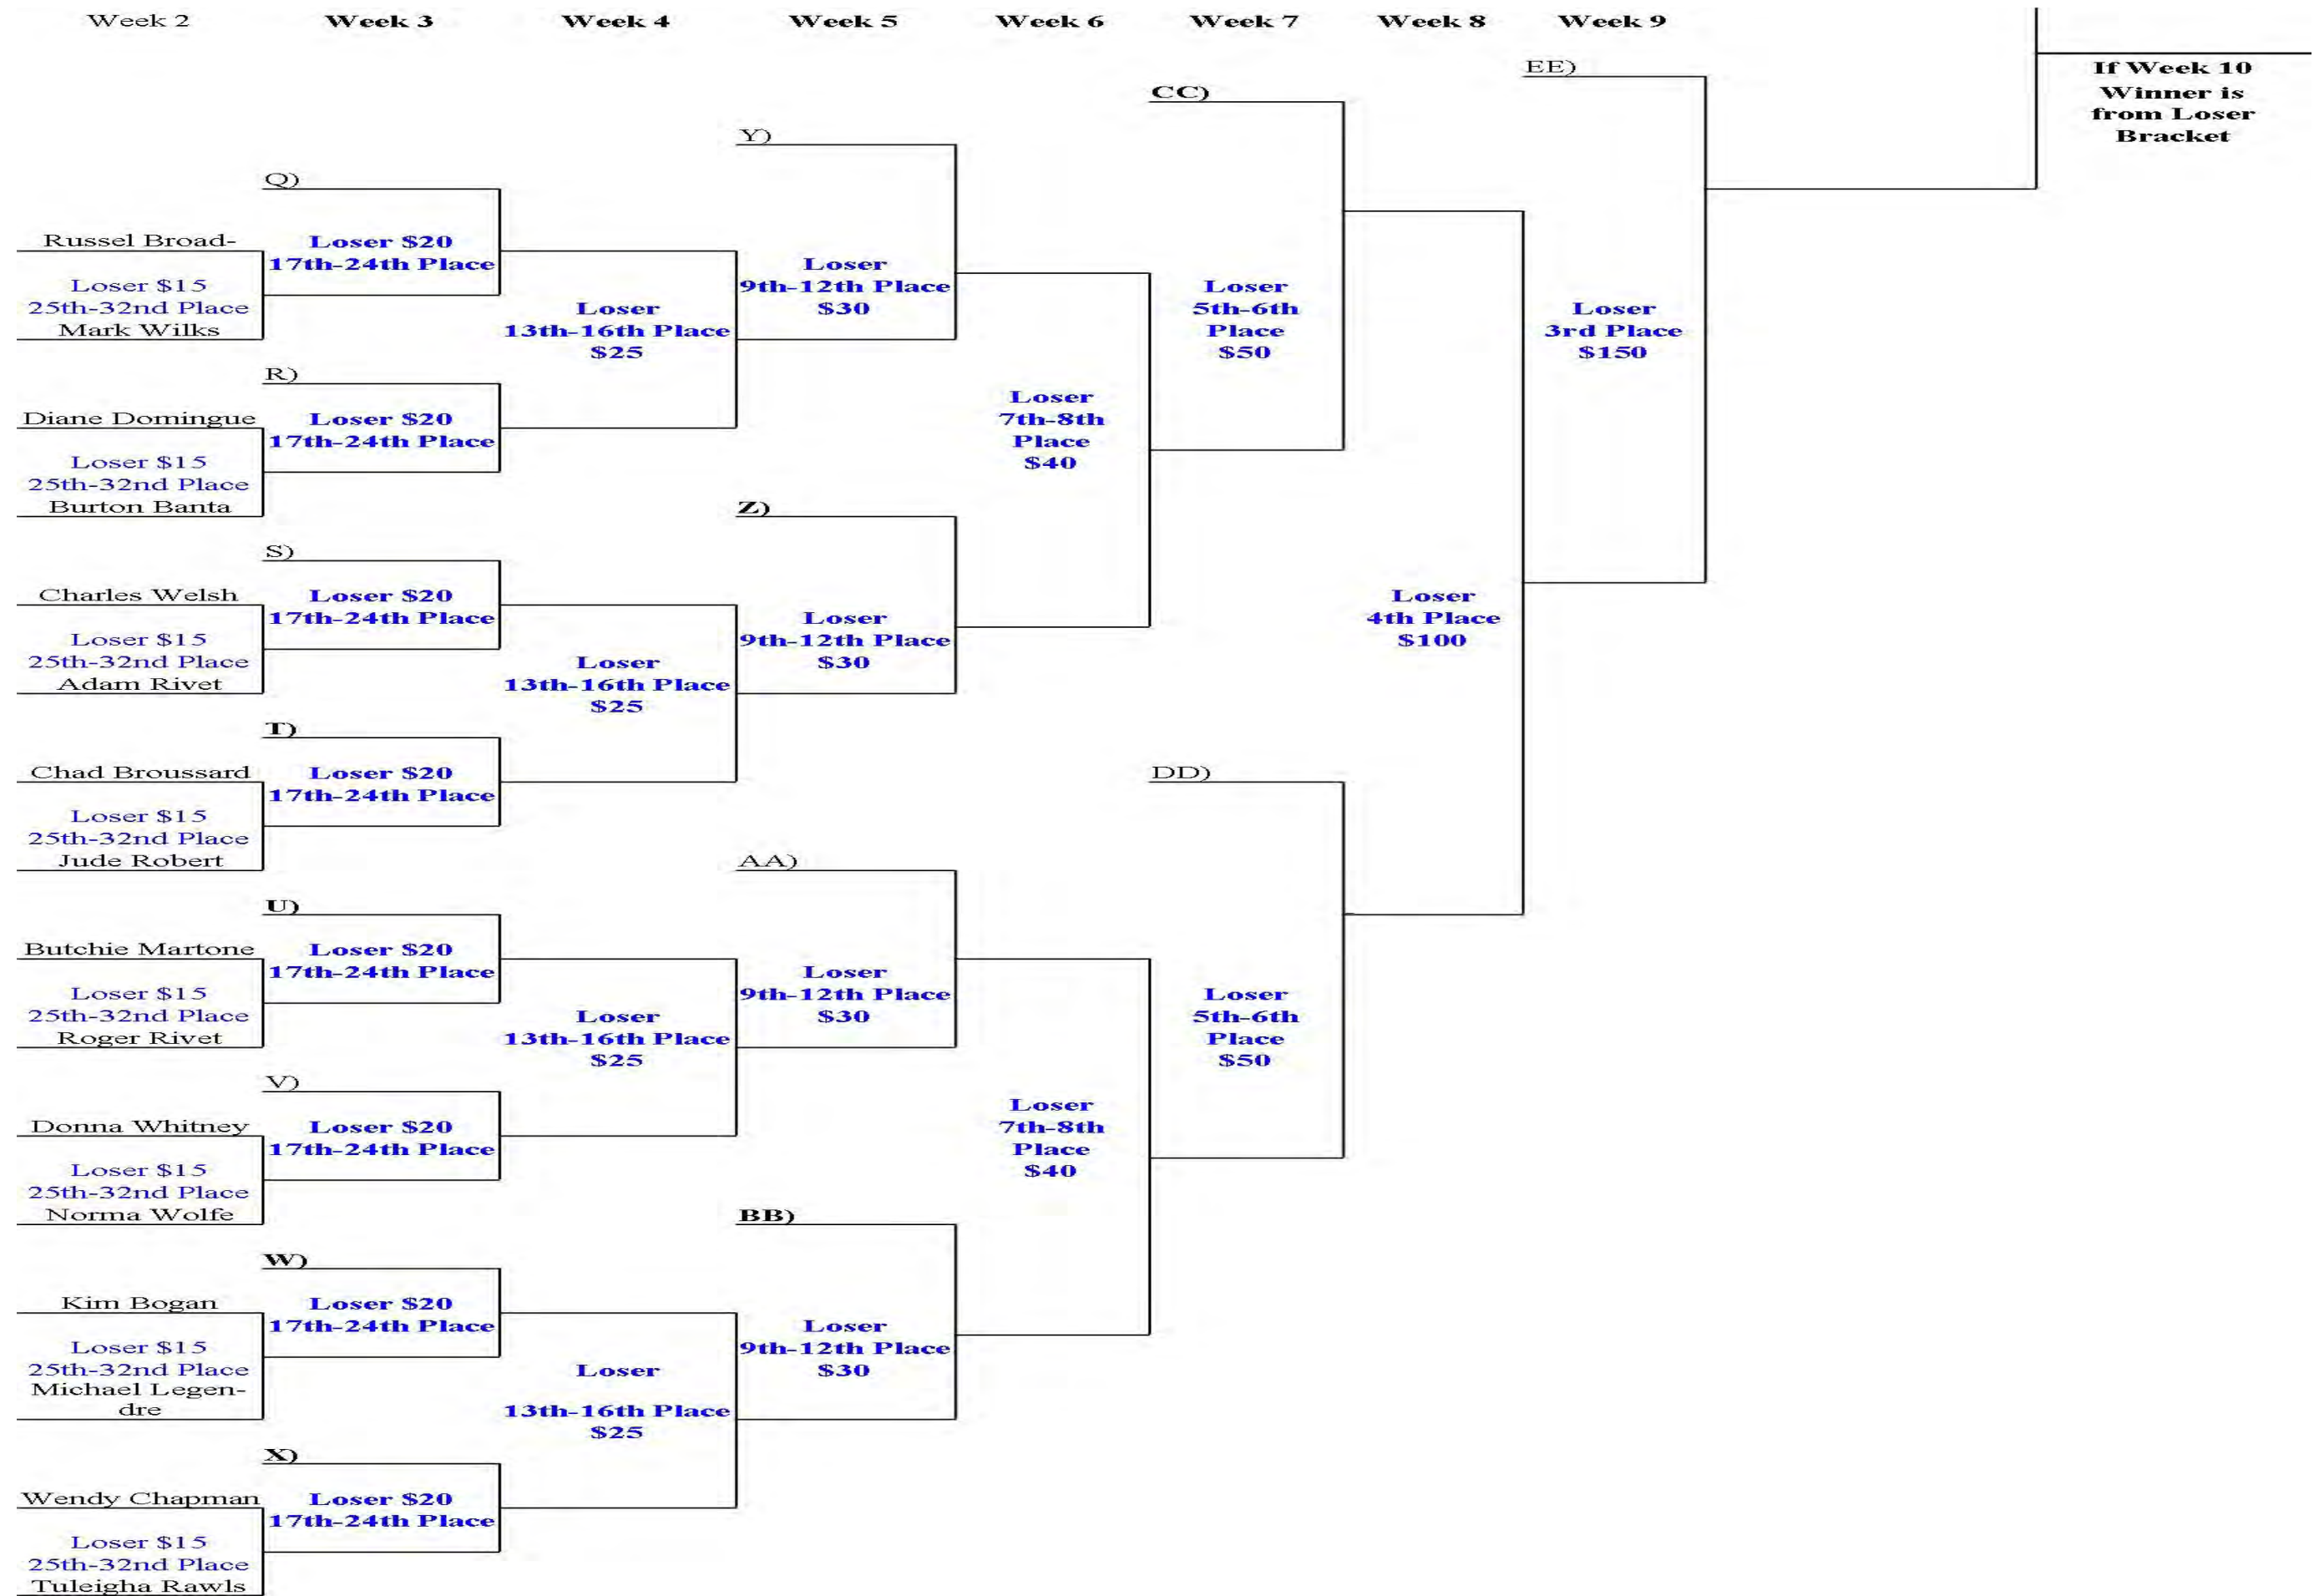 Week 2
Week 3
Week 4
Week 5
Week 6
Week 7
Week 8
Week 9
If Week 10
Winner is
from Loser
Bracket
EE)
CC)
Y)
Q)
Russel Broad-
Loser $20
17th-24th Place
Loser $15
25th-32nd Place
Mark Wilks
Loser
13th-16th Place
$25
Loser
9th-12th Place
$30
Loser
5th-6th
Place
$50
Loser
3rd Place
$150
R)
Diane Domingue
Loser $20
17th-24th Place
Loser $15
25th-32nd Place
Burton Banta
Loser
7th-8th
Place
$40
Z)
S)
Charles Welsh
Loser $20
17th-24th Place
Loser $15
25th-32nd Place
Adam Rivet
Loser
13th-16th Place
$25
Loser
9th-12th Place
$30
Loser
4th Place
$100
T)
Chad Broussard
Loser $20
17th-24th Place
Loser $15
25th-32nd Place
Jude Robert
DD)
AA)
U)
Butchie Martone
Loser $20
17th-24th Place
Loser $15
25th-32nd Place
Roger Rivet
Loser
13th-16th Place
$25
Loser
9th-12th Place
$30
Loser
5th-6th
Place
$50
V)
Donna Whitney
Loser $20
17th-24th Place
Loser $15
25th-32nd Place
Norma Wolfe
Loser
7th-8th
Place
$40
BB)
W)
Kim Bogan
Loser $20
17th-24th Place
Loser $15
25th-32nd Place
Michael Legen-
dre
Loser
13th-16th Place
$25
Loser
9th-12th Place
$30
X)
Wendy Chapman
Loser $20
17th-24th Place
Loser $15
25th-32nd Place
Tuleigha Rawls